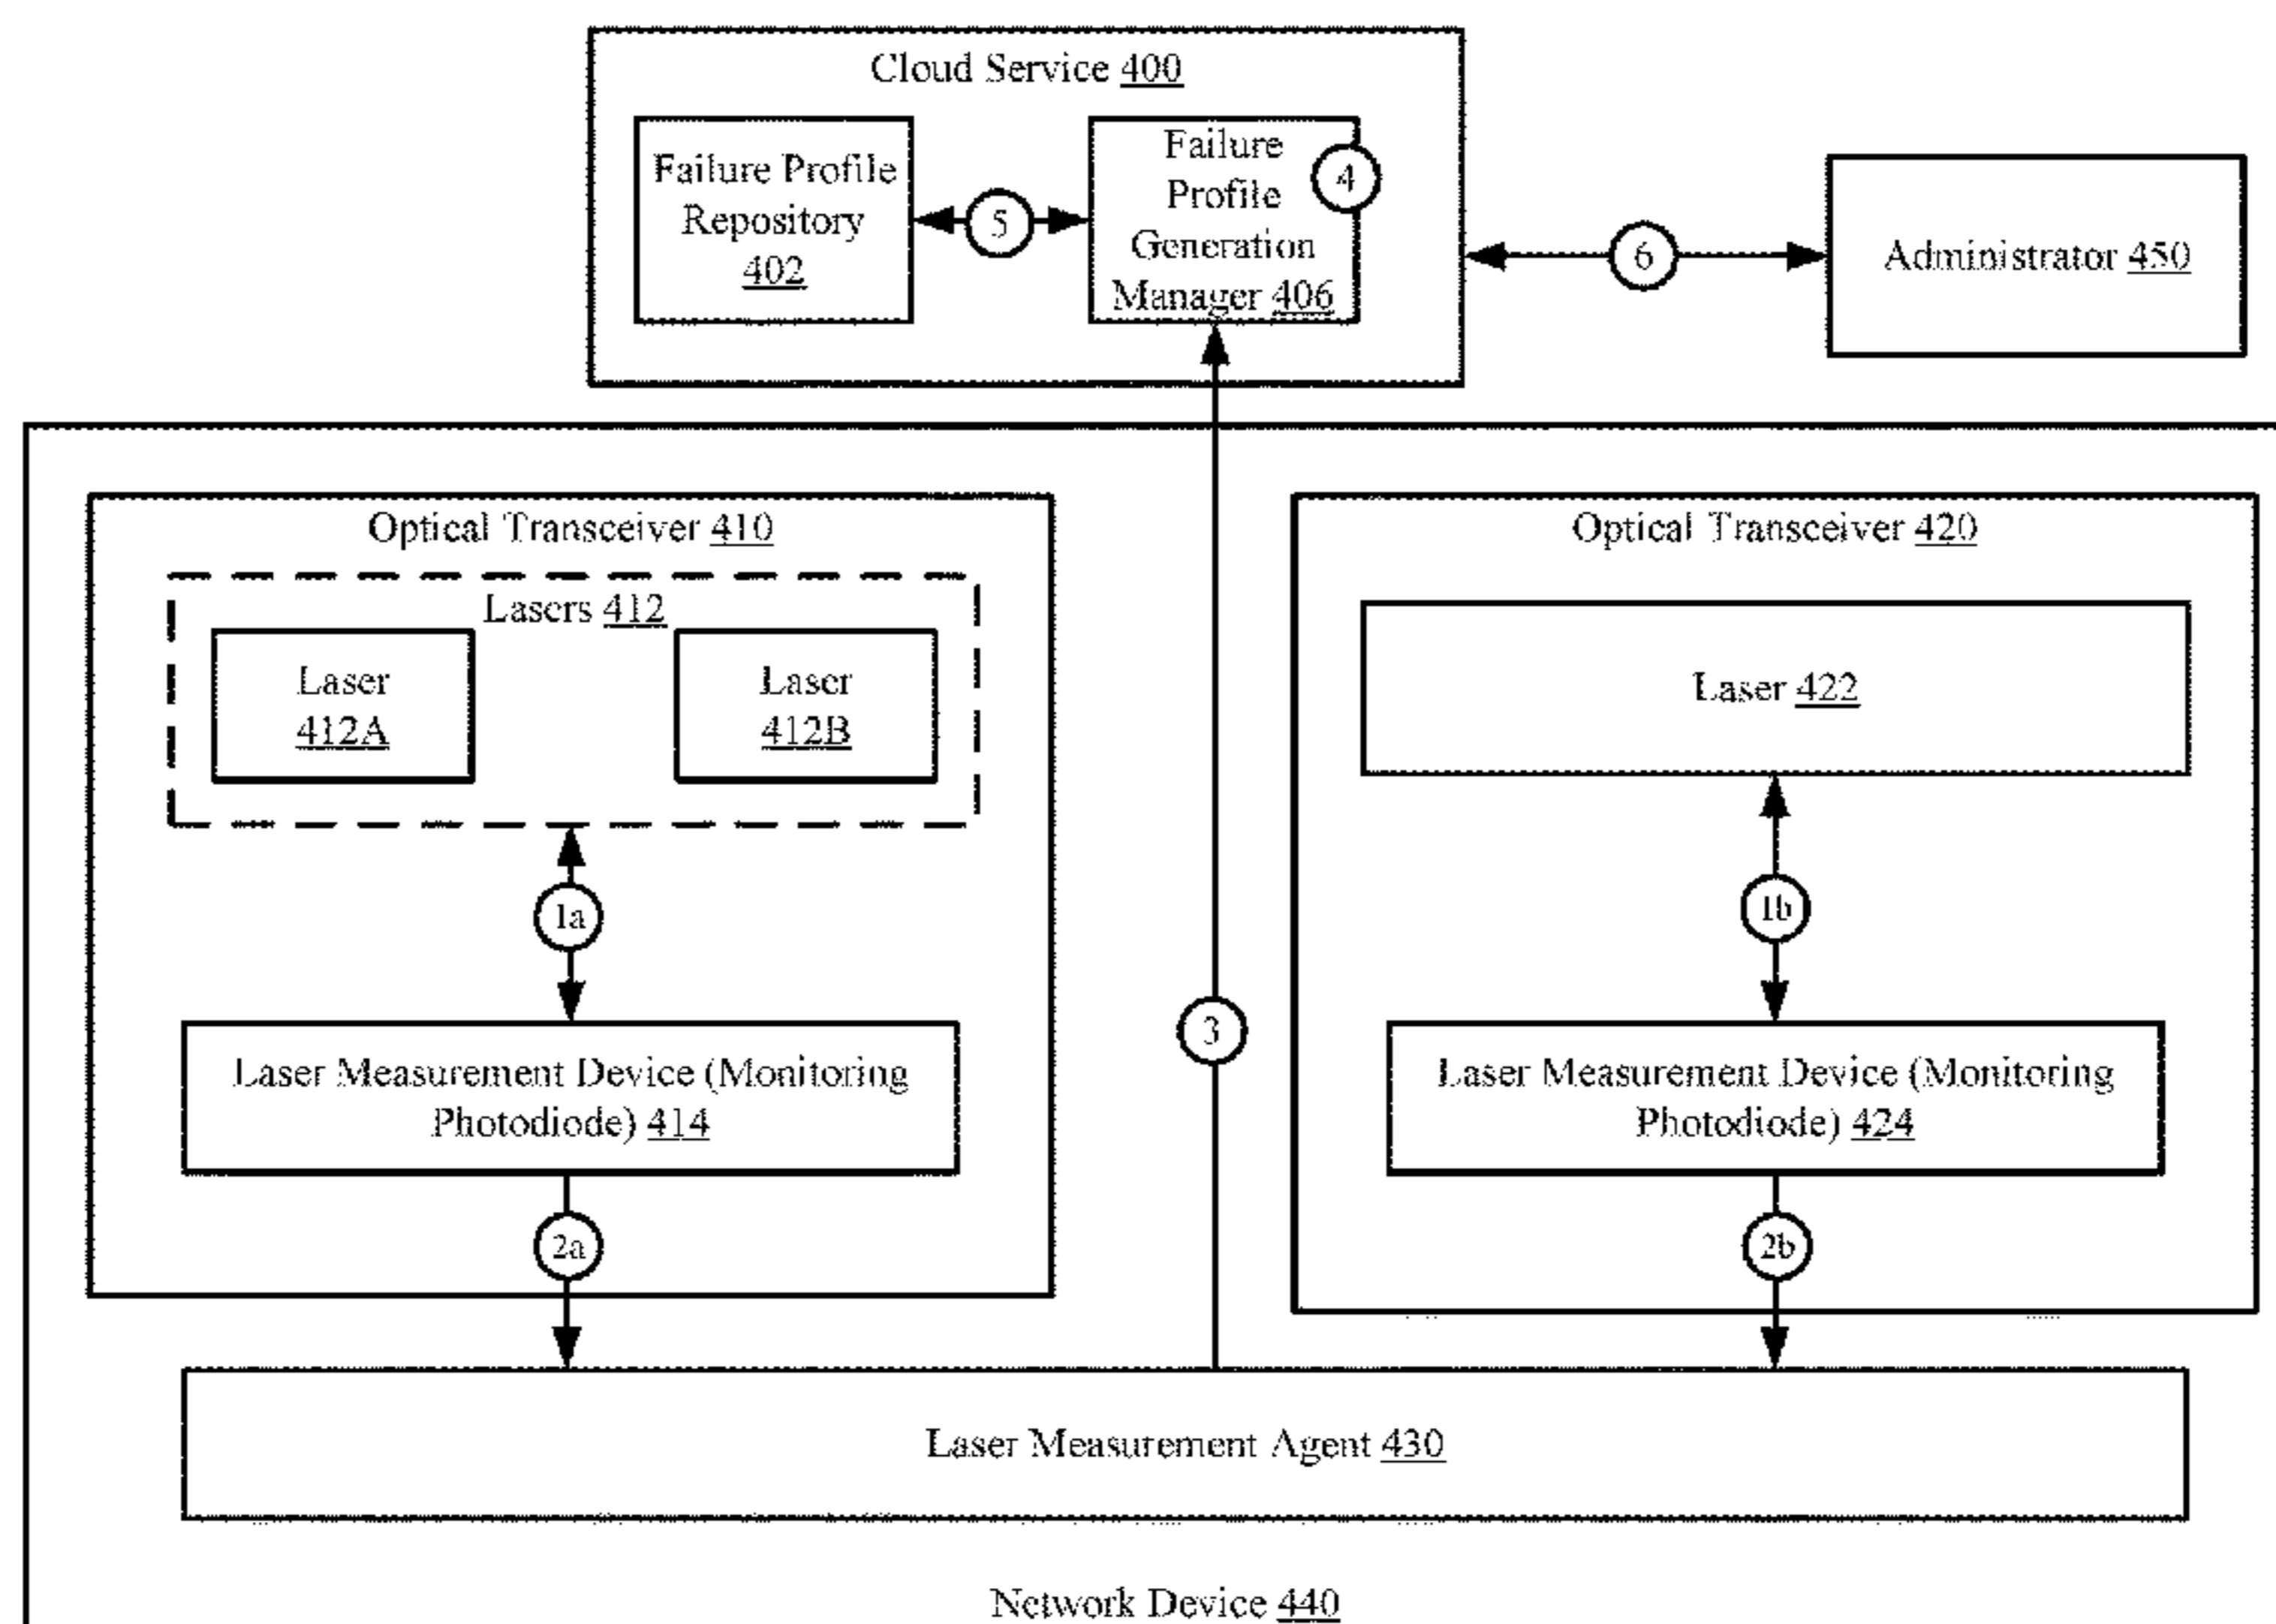 Cloud Service 400
Failure Profile
Repository
402
5
Failure
Profile
Generation
Manager 406
4
6
Administrator 450
Optical Transceiver 410
Lasers 412
Laser
412A
Laser
412B
1a
Laser Measurement Device (Monitoring
Photodiode) 414
2a
3
Optical Transceiver 420
Laser 422
1b
Laser Measurement Device (Monitoring
Photodiode) 424
2b
Laser Measurement Agent 430
Network Device 440